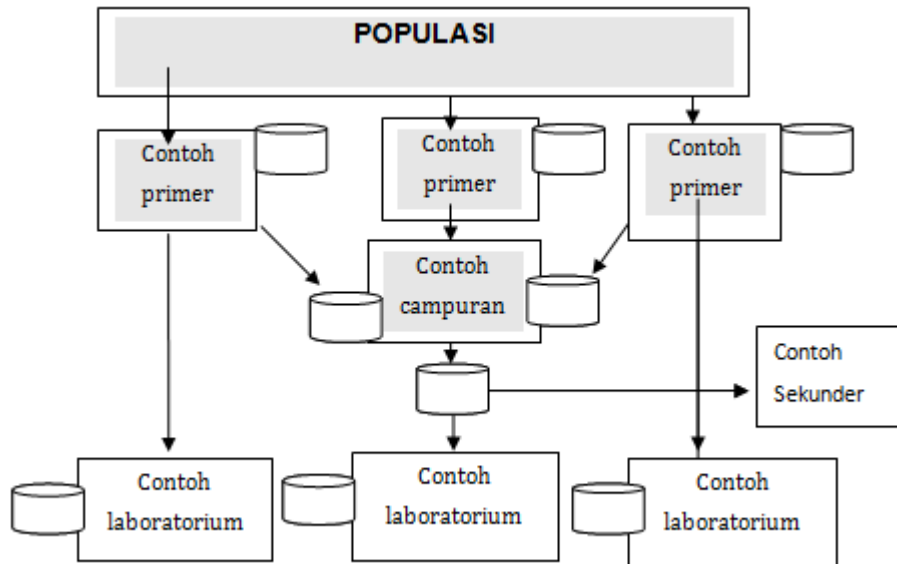 POPULASI
Contoh
primer
Contoh
primer
Contoh
primer
Contoh
campuran
Contoh
Sekunder
Contoh
laboratorium
Contoh
laboratorium
Contoh
laboratorium